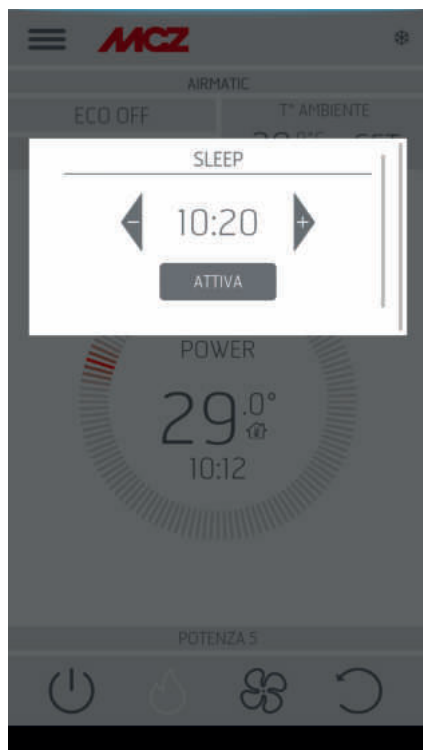 MCZ
AIRMATIC
ECO OFF
T° AMBIENTE
SLEEP
- 10:20 +
ATTIVA
POWER
29.0°
10:12
POTENZA 5